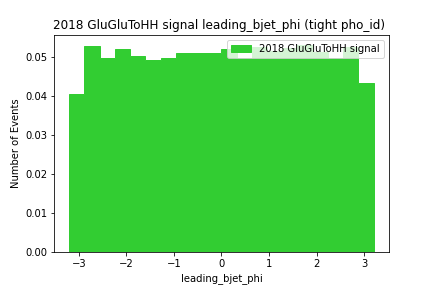 2018 GluGluToHH signal leading_bjet_phi (tight pho_id)
2018 GluGluToHH signal
Number of Events
0.05
0.04
0.03
0.02
0.01
0.00
−3 −2 −1 0 1 2 3
leading_bjet_phi